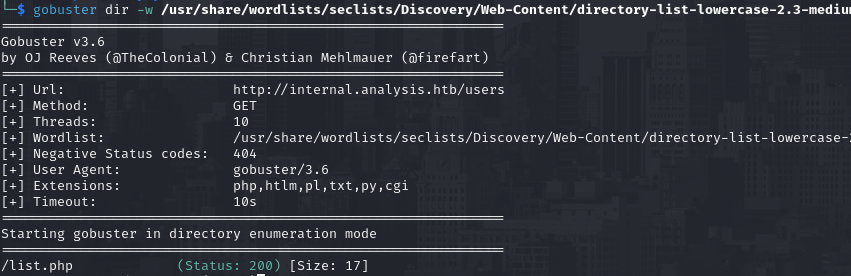 └─$ gobuster dir -w /usr/share/wordlists/seclists/Discovery/Web-Content/directory-list-lowercase-2.3-medium
Gobuster v3.6
by OJ Reeves (@TheColonial) & Christian Mehlmauer (@firefart)
[+] Url: http://internal.analysis.htb/users
[+] Method: GET
[+] Threads: 10
[+] Wordlist: /usr/share/wordlists/seclists/Discovery/Web-Content/directory-list-lowercase-2
[+] Negative Status codes: 404
[+] User Agent: gobuster/3.6
[+] Extensions: php,htlm,pl,txt,py,cgi
[+] Timeout: 10s
Starting gobuster in directory enumeration mode
/list.php (Status: 200) [Size: 17]